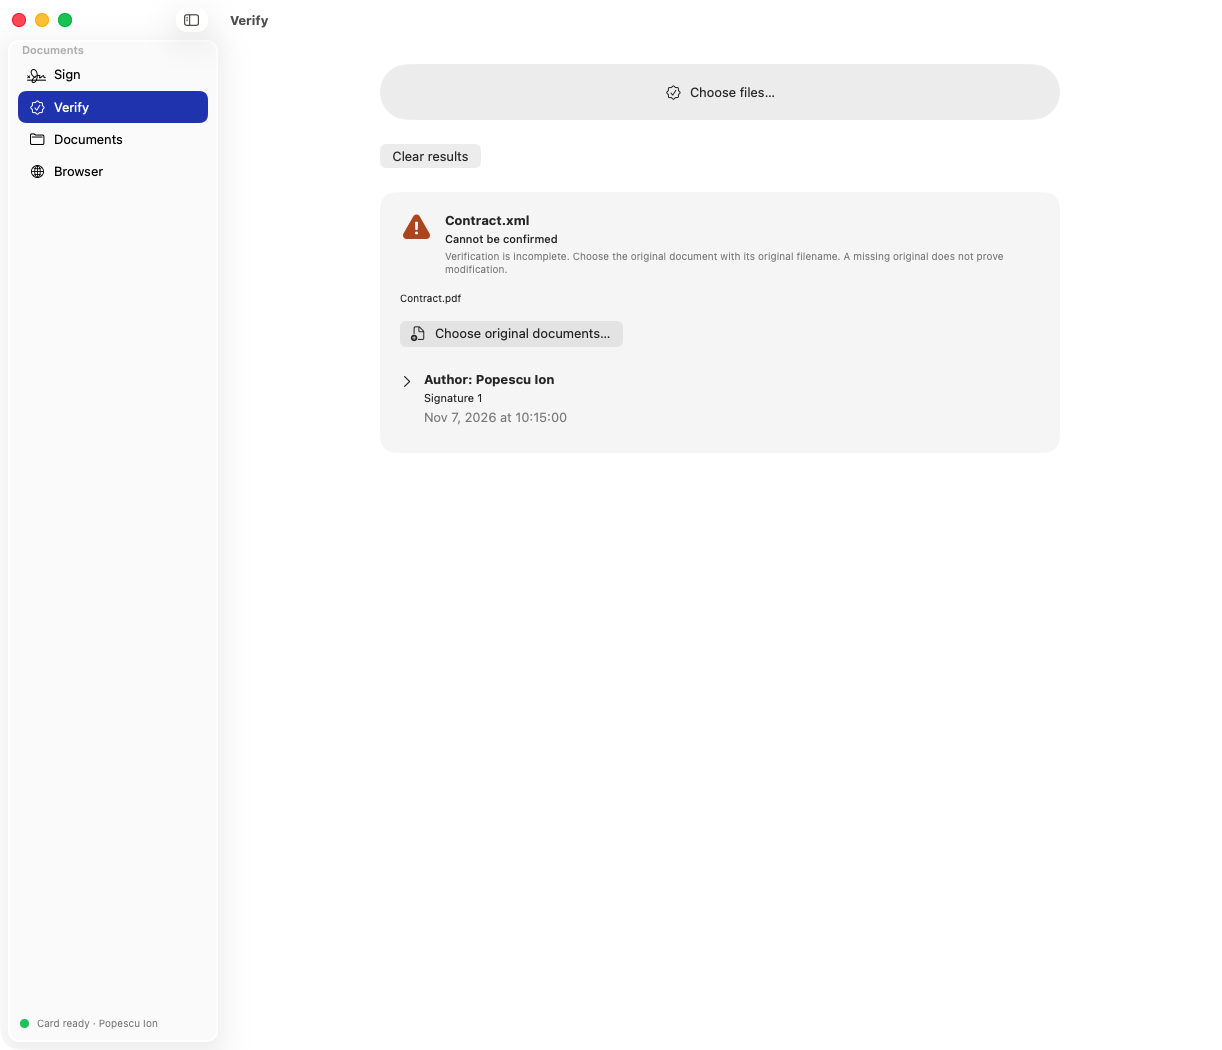 Verify
Documents
Sign
Verify
Documents
Browser
Choose files...
Clear results
Contract.xml
Cannot be confirmed
Verification is incomplete. Choose the original document with its original filename. A missing original does not prove
modification.
Contract.pdf
Choose original documents...
Author: Popescu Ion
Signature 1
Nov 7, 2026 at 10:15:00
Card ready · Popescu Ion